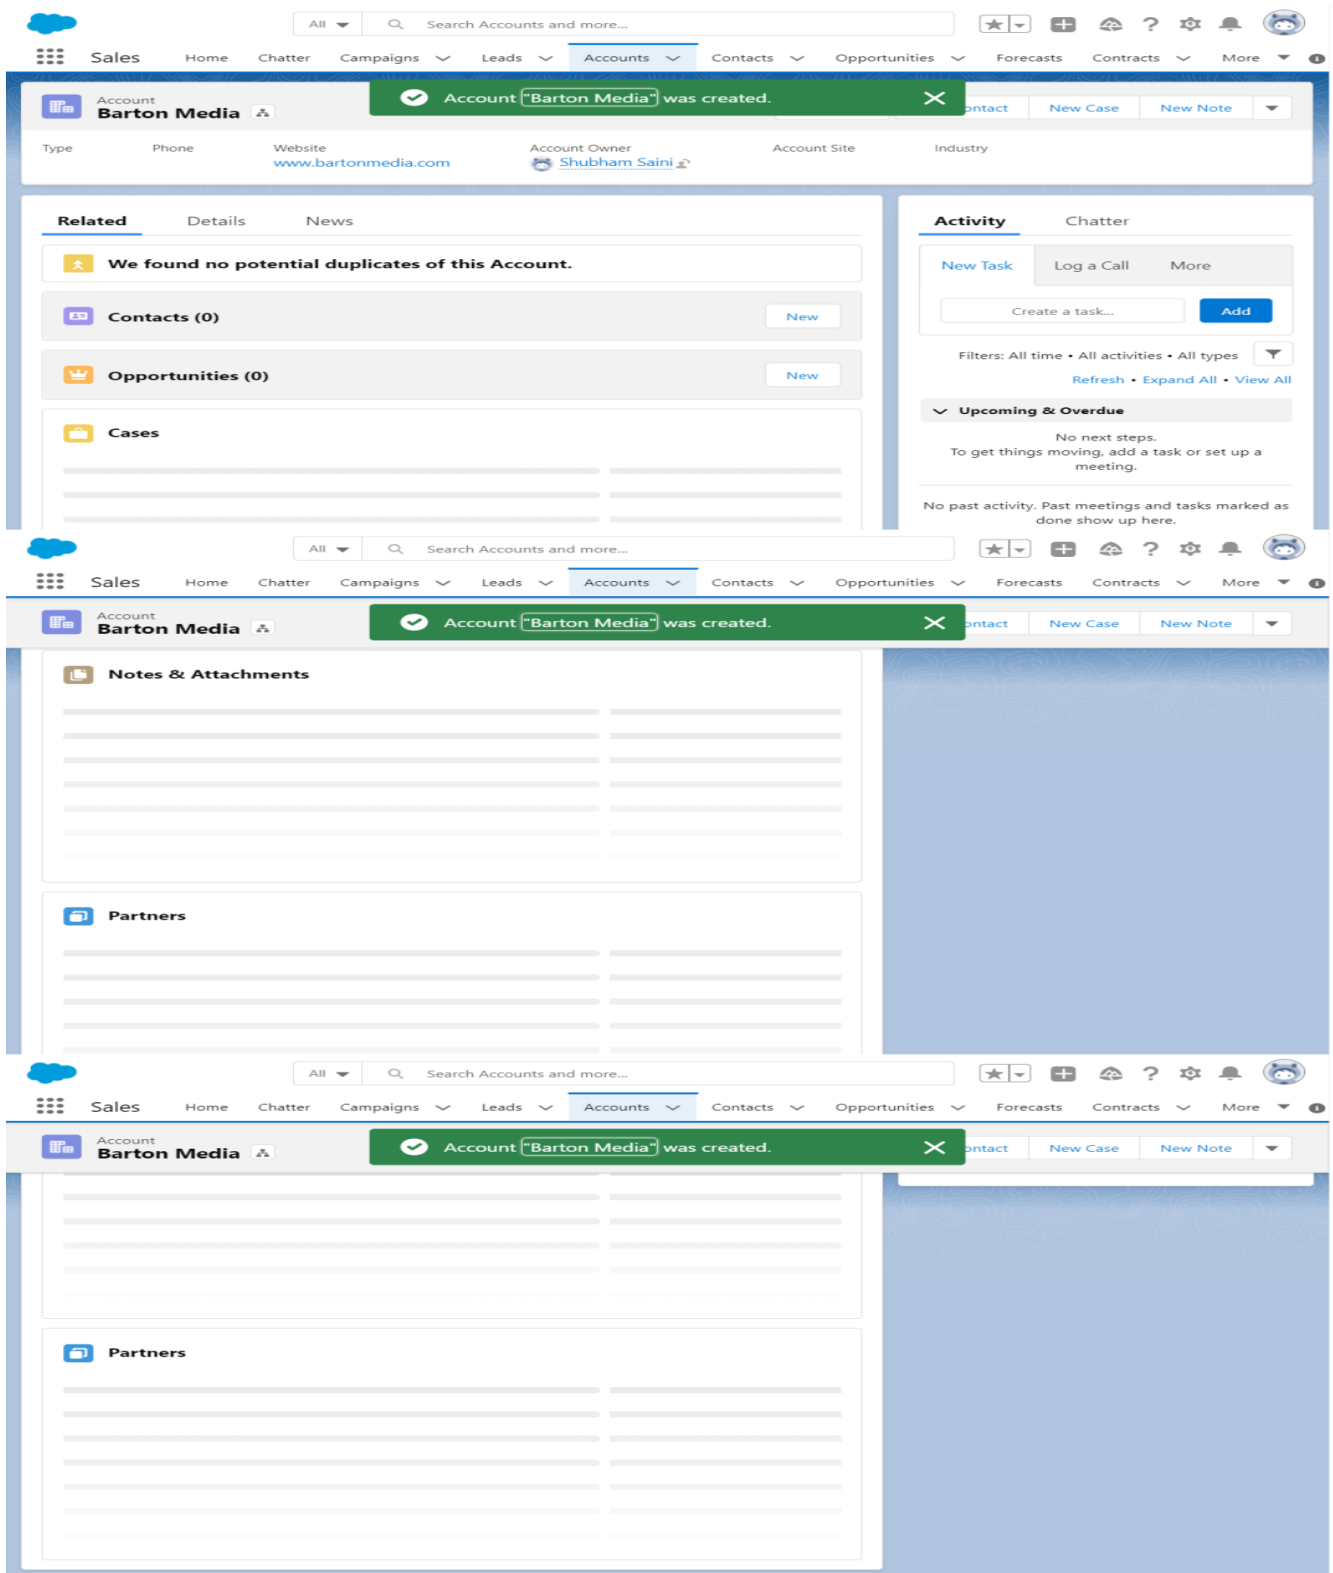 All
Search Accounts and more...
Sales Home Chatter Campaigns Leads Accounts Contacts Opportunities Forecasts Contracts More
Account
Barton Media
Account "Barton Media" was created.
ontact New Case New Note
Type Phone Website Account Owner Account Site Industry
www.bartonmedia.com Shubham Saini
Related Details News
We found no potential duplicates of this Account.
Contacts (0) New
Opportunities (0) New
Cases
Activity Chatter
New Task Log a Call More
Create a task... Add
Filters: All time • All activities • All types
Refresh • Expand All • View All
Upcoming & Overdue
No next steps.
To get things moving, add a task or set up a
meeting.
No past activity. Past meetings and tasks marked as
done show up here.
All
Search Accounts and more...
Sales Home Chatter Campaigns Leads Accounts Contacts Opportunities Forecasts Contracts More
Account
Barton Media
Account "Barton Media" was created.
ontact New Case New Note
Notes & Attachments
Partners
All
Search Accounts and more...
Sales Home Chatter Campaigns Leads Accounts Contacts Opportunities Forecasts Contracts More
Account
Barton Media
Account "Barton Media" was created.
ontact New Case New Note
Partners